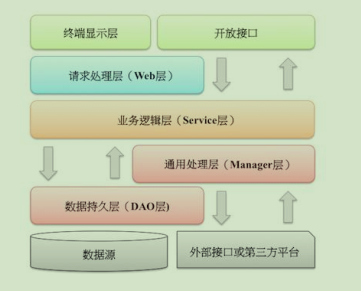 终端显示层
开放接口
请求处理层（Web层）
业务逻辑层（Service层）
通用处理层（Manager层）
数据持久层（DAO层)
数据源
外部接口或第三方平台